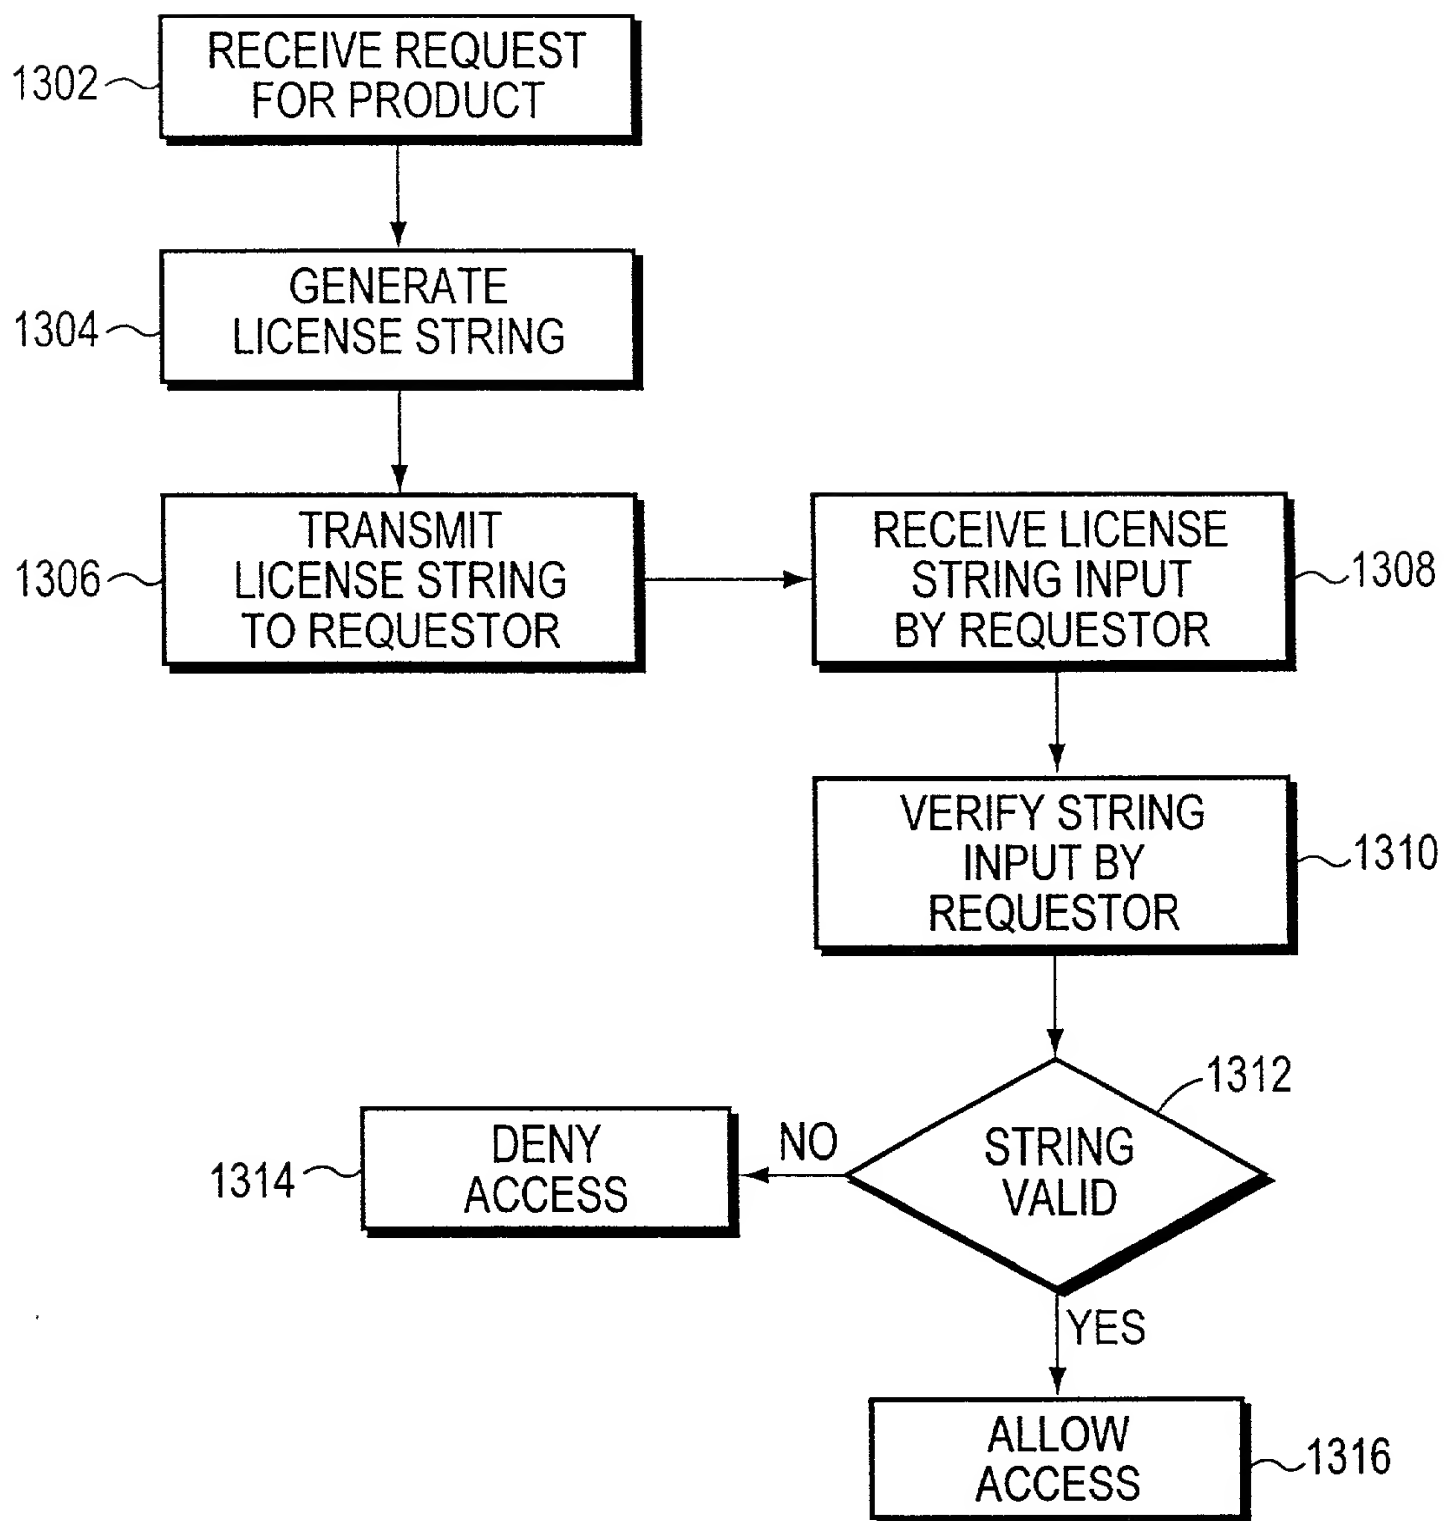 RECEIVE REQUEST
FOR PRODUCT
1302
GENERATE
LICENSE STRING
1304
TRANSMIT
LICENSE STRING
TO REQUESTOR
1306
RECEIVE LICENSE
STRING INPUT
BY REQUESTOR
1308
VERIFY STRING
INPUT BY
REQUESTOR
1310
1312
STRING
VALID
NO
DENY
ACCESS
1314
YES
ALLOW
ACCESS
1316